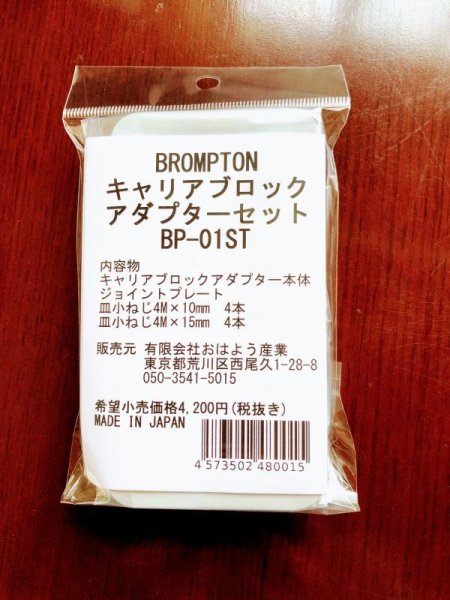 BROMPTON
キャリアブロック
アダプターセット
BP-01ST
内容物
キャリアブロックアダプター本体
ジョイントプレート
皿小ねじ4M×10mm 4本
皿小ねじ4M×15mm 4本
販売元 有限会社おはよう産業
東京都荒川区西尾久1-28-8
050-3541-5015
希望小売価格4,200円(税抜き)
MADE IN JAPAN
4 573502 480015